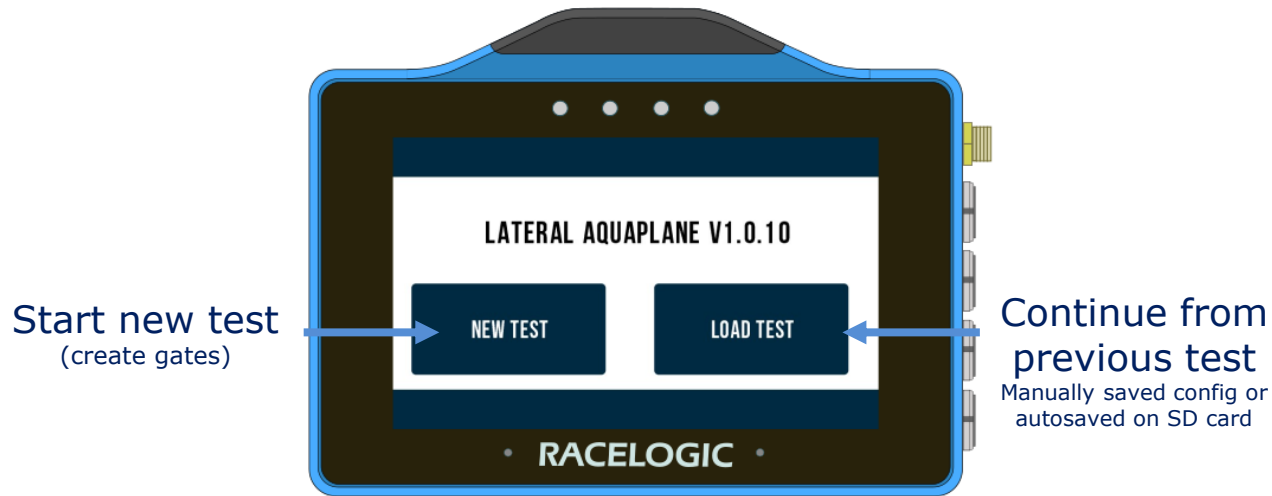 LATERAL AQUAPLANE V1.0.10
Start new test
(create gates)
NEW TEST
LOAD TEST
Continue from
previous test
Manually saved config or
autosaved on SD card
RACELOGIC